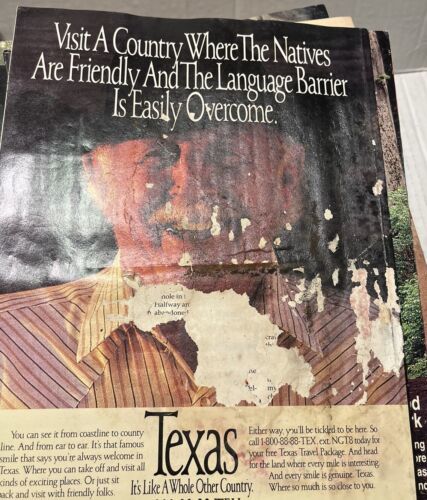 Visit A Country Where The Natives
Are Friendly And The Language Barrier
Is Easily Overcome.
hole in
Halfway an
abandoned
You can see it from coastline to county
line. And from ear to ear. It's that famous
smile that says you're always welcome in
Texas. Where you can take off and visit all
kinds of exciting places. Or just sit
back and visit with friendly folks.
Texas
It's Like A Whole Other Country.
Either way, you'll be tickled to be here. So
call 1-800-88-88-TEX, ext. NGT8 today for
your free Texas Travel Package. And head
for the land where every mile is interesting.
And every smile is genuine. Texas.
Where so much is so close to you.
d
k